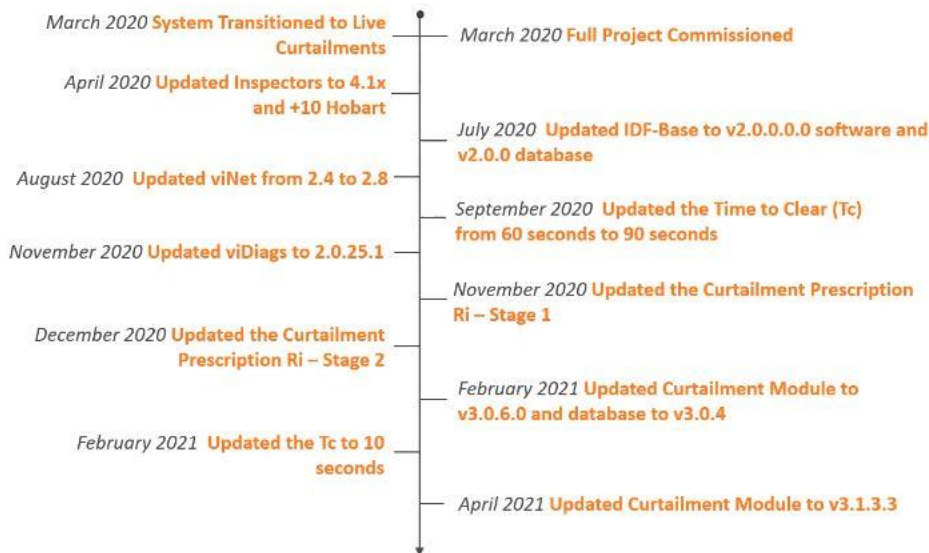 March 2020 System Transitioned to Live
Curtailments
March 2020 Full Project Commissioned
April 2020 Updated Inspectors to 4.1x
and +10 Hobart
July 2020 Updated IDF-Base to v2.0.0.0.0 software and
v2.0.0 database
August 2020 Updated viNet from 2.4 to 2.8
September 2020 Updated the Time to Clear (Tc)
from 60 seconds to 90 seconds
November 2020 Updated viDiags to 2.0.25.1
November 2020 Updated the Curtailment Prescription
Ri – Stage 1
December 2020 Updated the Curtailment
Prescription Ri – Stage 2
February 2021 Updated Curtailment Module to
v3.0.6.0 and database to v3.0.4
February 2021 Updated the Tc to 10
seconds
April 2021 Updated Curtailment Module to v3.1.3.3